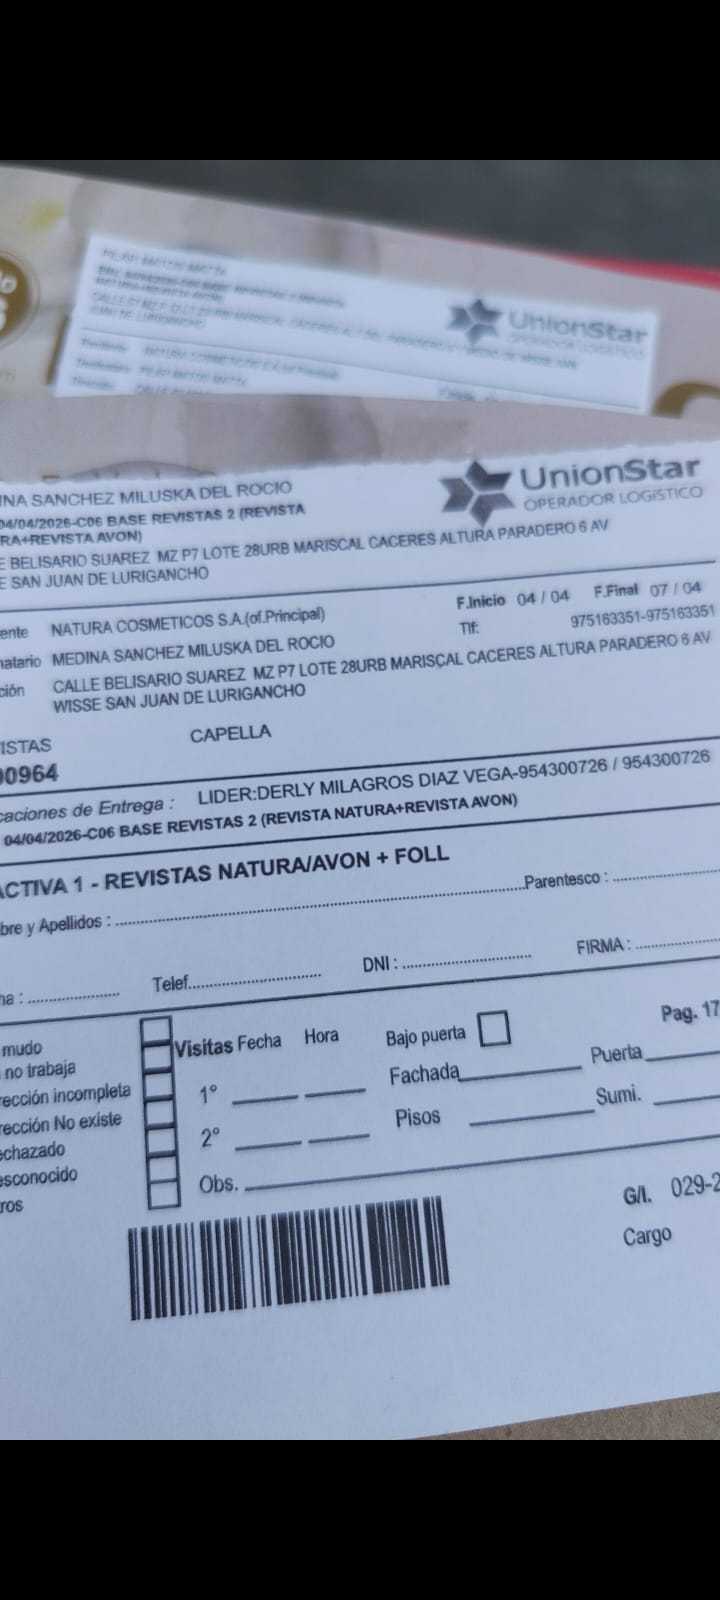 UnionStar
OPERADOR LOGISTICO
INA SANCHEZ MILUSKA DEL ROCIO
04/04/2026-C06 BASE REVISTAS 2 (REVISTA
RA+REVISTA AVON)
E BELISARIO SUAREZ MZ P7 LOTE 28URB MARISCAL CACERES ALTURA PARADERO 6 AV
E SAN JUAN DE LURIGANCHO
UnionStar
OPERADOR LOGÍSTICO
ente NATURA COSMETICOS S.A.(of.Principal)
F.Inicio 04 / 04 F.Final 07 / 04
natario MEDINA SANCHEZ MILUSKA DEL ROCIO
Tlf: 975163351-975163351
ción CALLE BELISARIO SUAREZ MZ P7 LOTE 28URB MARISCAL CACERES ALTURA PARADERO 6 AV
WISSE SAN JUAN DE LURIGANCHO
ISTAS CAPELLA
00964
caciones de Entrega : LIDER:DERLY MILAGROS DIAZ VEGA-954300726 / 954300726
04/04/2026-C06 BASE REVISTAS 2 (REVISTA NATURA+REVISTA AVON)
ACTIVA 1 - REVISTAS NATURA/AVON + FOLL
bre y Apellidos : Parentesco :
ha : Telef. DNI : FIRMA :
mudo
no trabaja
rección incompleta
rección No existe
echazado
esconocido
ros
Visitas Fecha Hora Bajo puerta Pag. 17
1° Fachada Puerta
2° Pisos Sumi.
Obs.
G/I. 029-2
Cargo